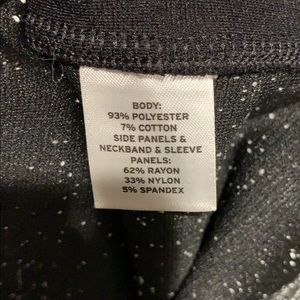 BODY:
93% POLYESTER
7% COTTON
SIDE PANELS &
NECKBAND & SLEEVE
PANELS:
62% RAYON
33% NYLON
5% SPANDEX